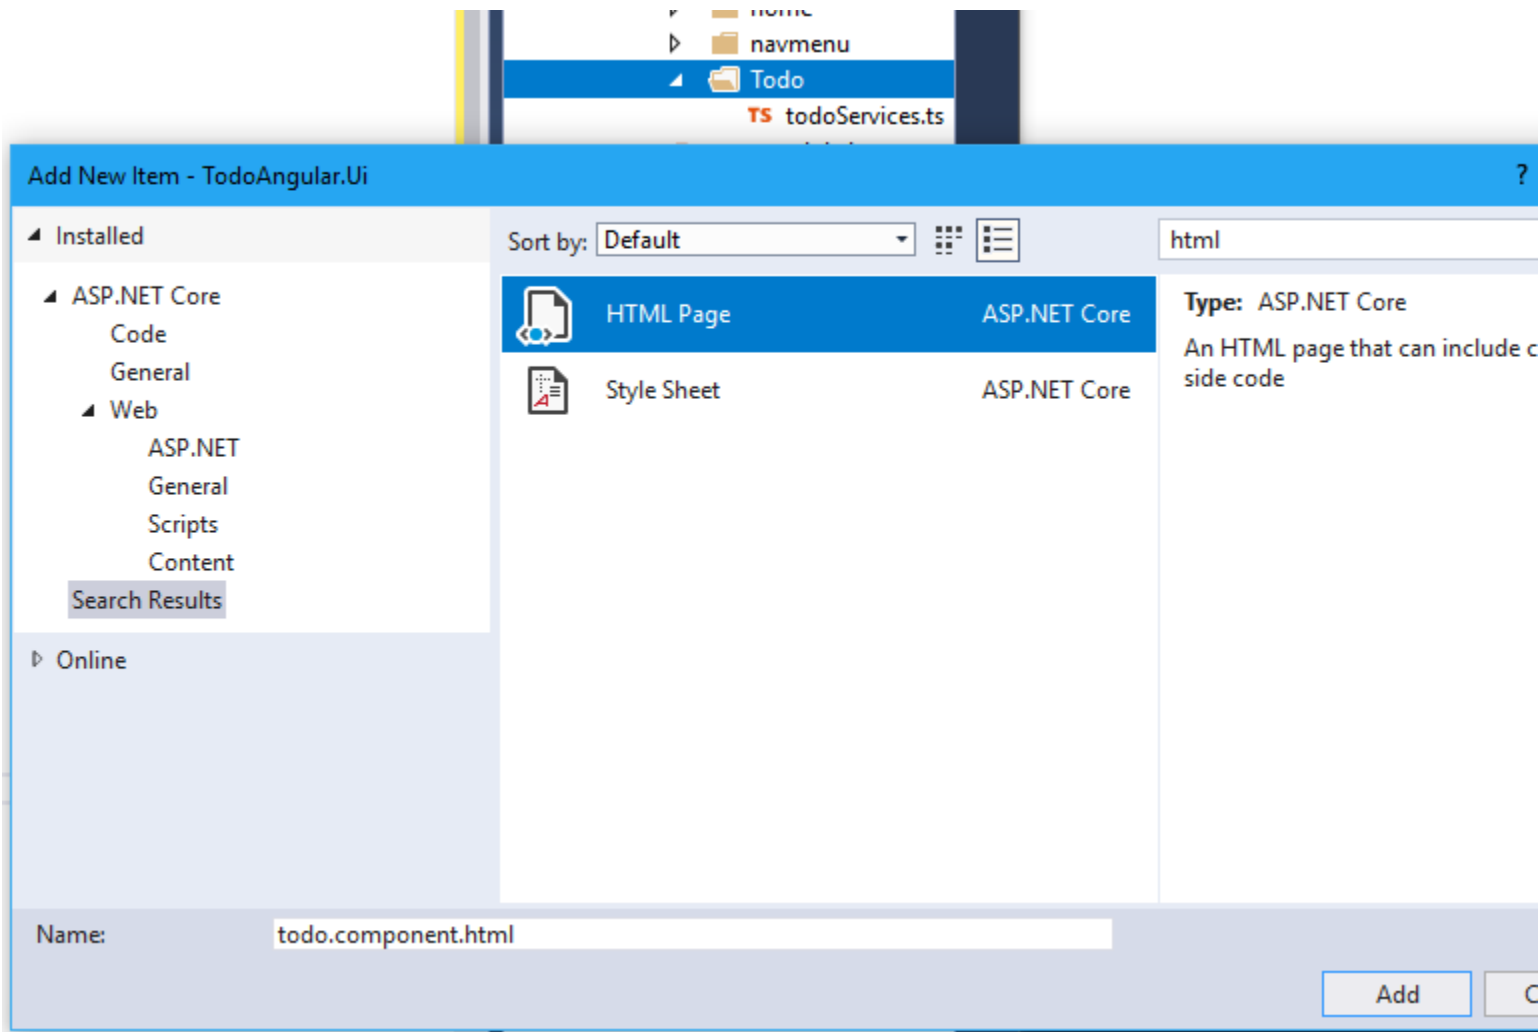 home
navmenu
Todo
TS todoServices.ts
Add New Item - TodoAngular.Ui ?
Installed
Sort by: Default
html
ASP.NET Core
Code
General
Web
ASP.NET
General
Scripts
Content
Search Results
Online
HTML Page ASP.NET Core
Style Sheet ASP.NET Core
Type: ASP.NET Core
An HTML page that can include c
side code
Name: todo.component.html
Add C